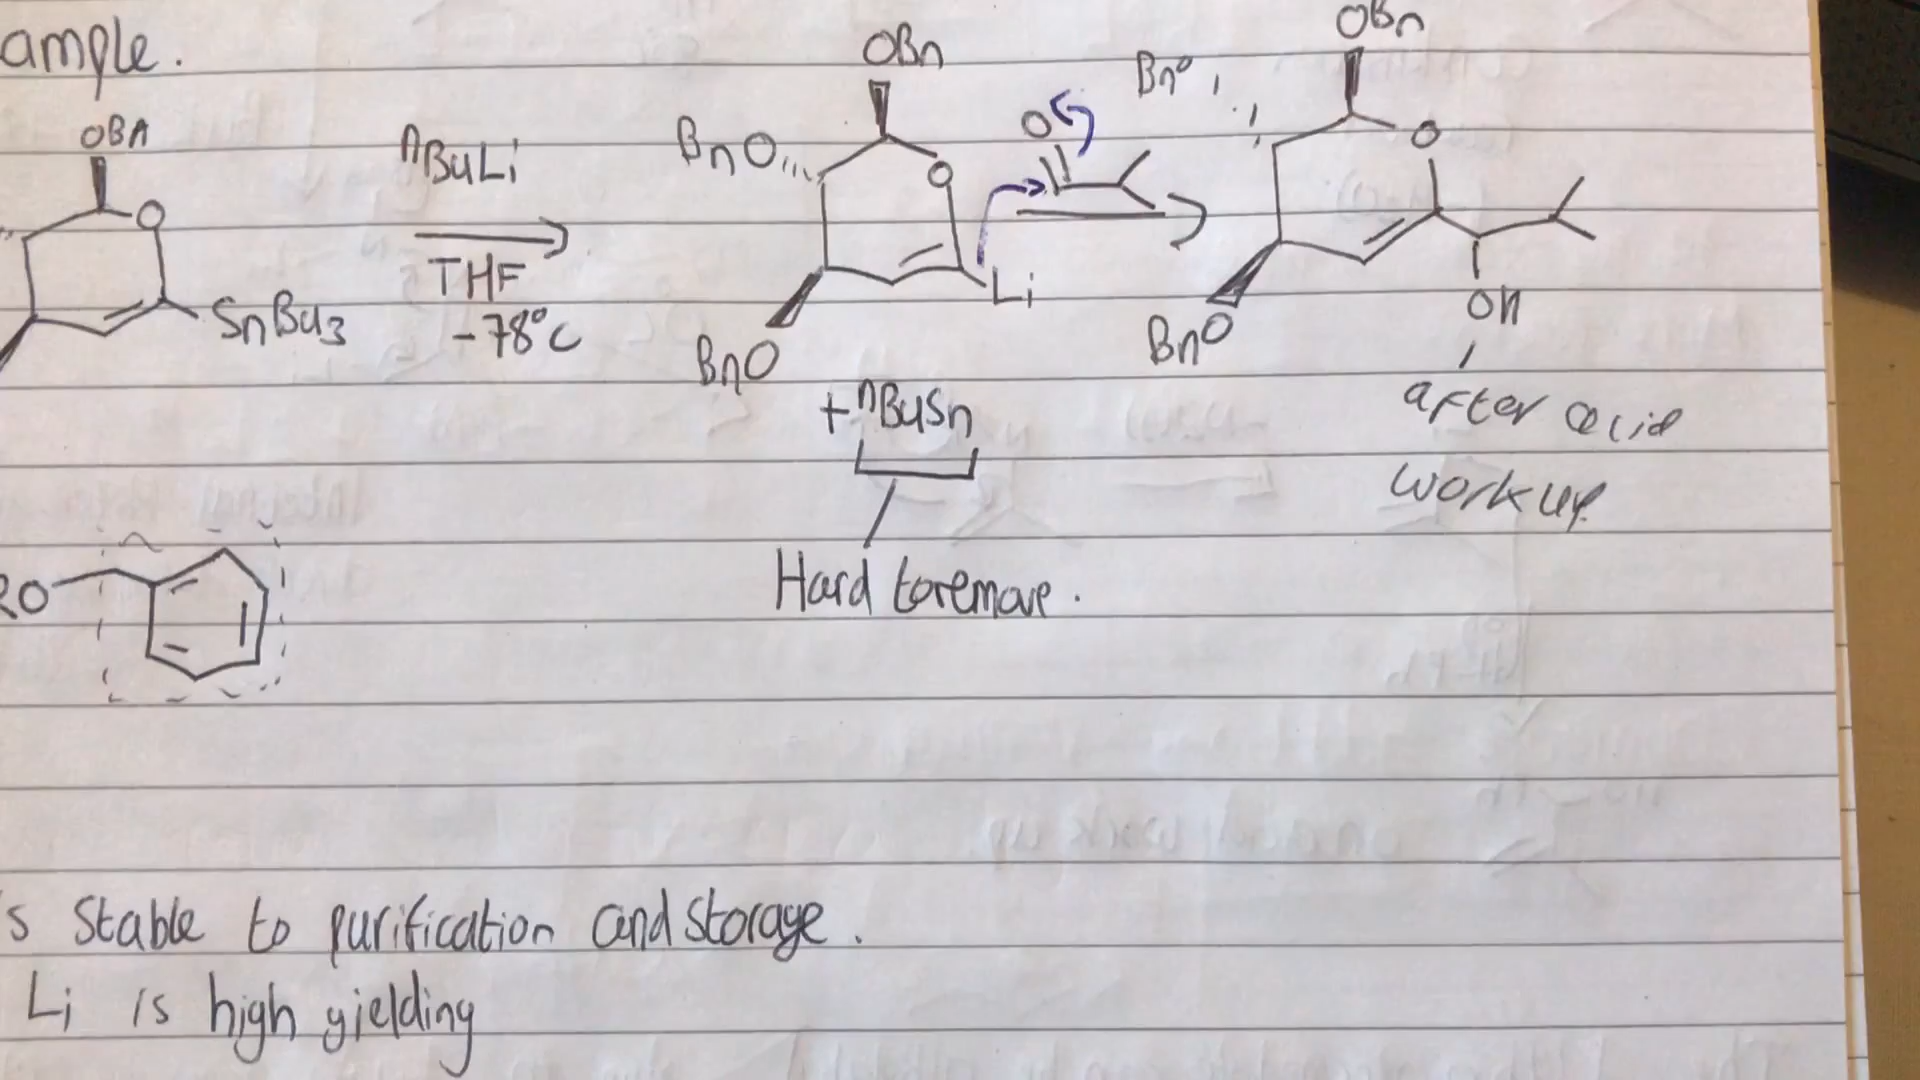 ample.
OBn
OBn
BnO
OBn
nBuLi
BnO
O
O
O
O
THF
SnBu3
-78°C
Li
BnO
BnO
OH
+nBuSn
after acid
workup
Hard to remove.
RO
s stable to purification and storage.
Li is high yielding